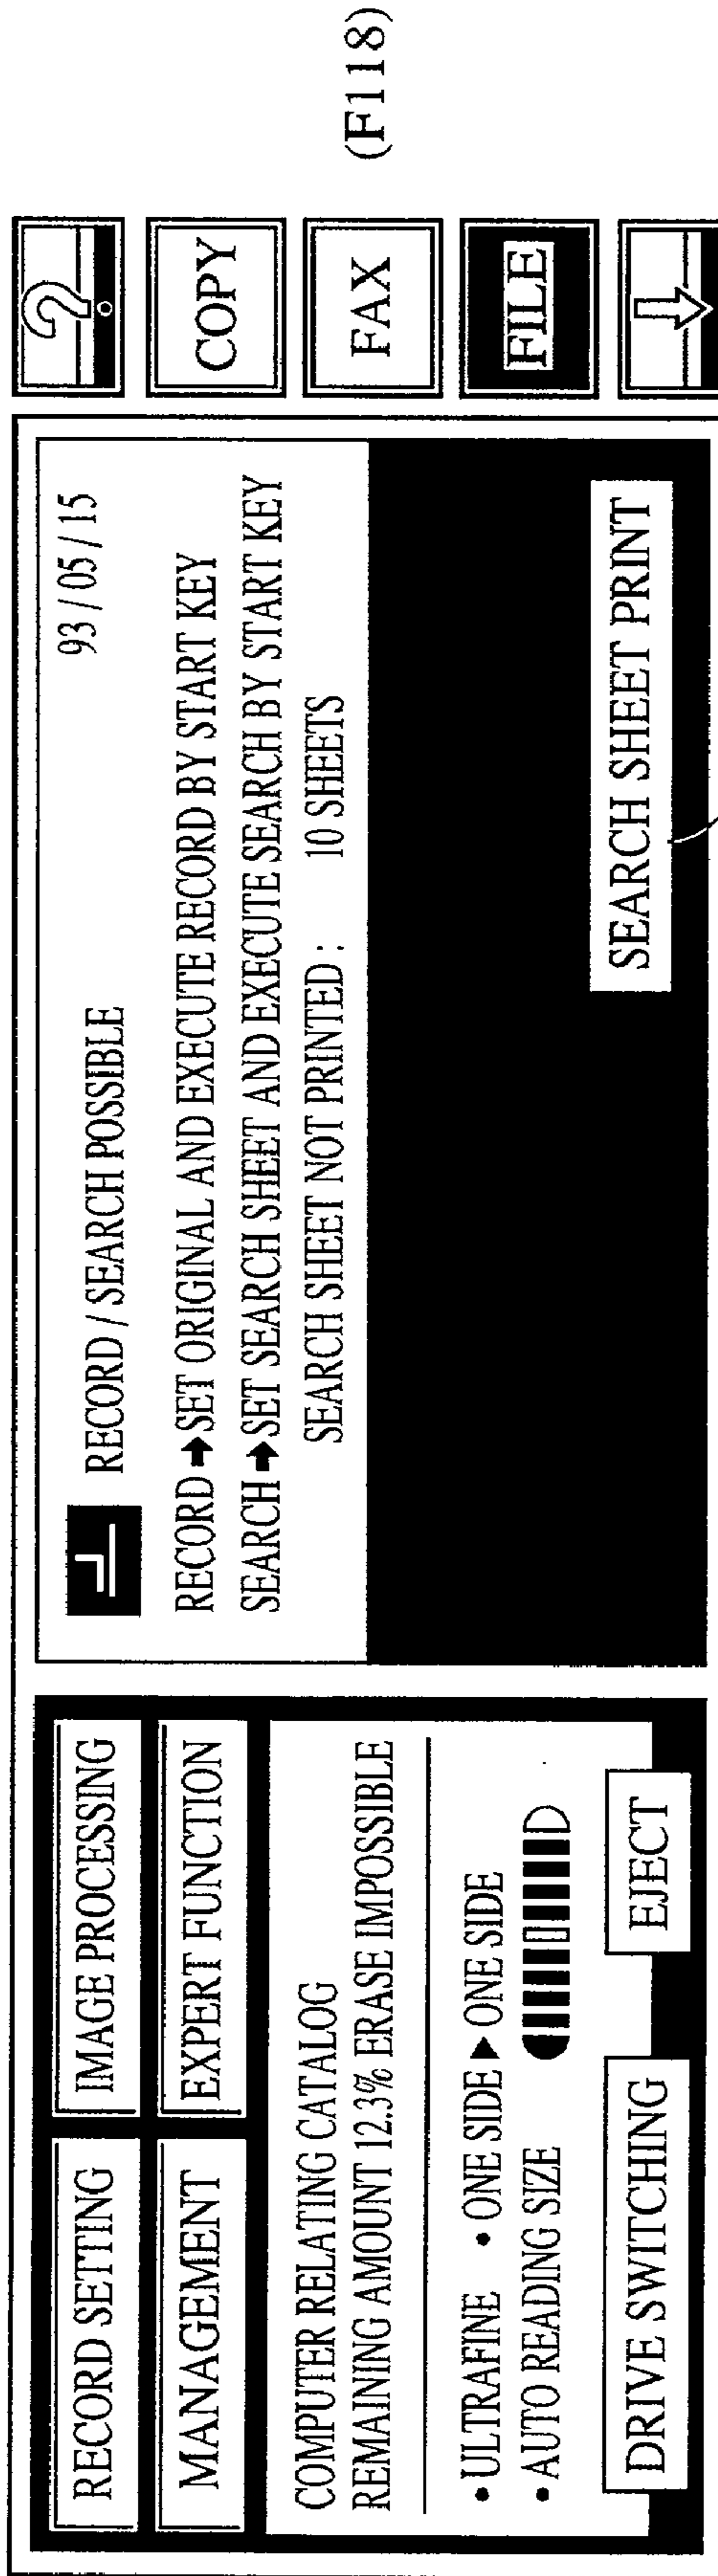 RECORD SETTING
IMAGE PROCESSING
MANAGEMENT
EXPERT FUNCTION
COMPUTER RELATING CATALOG
REMAINING AMOUNT 12.3% ERASE IMPOSSIBLE
• ULTRAFINE • ONE SIDE ▶ ONE SIDE
• AUTO READING SIZE
DRIVE SWITCHING
EJECT
RECORD / SEARCH POSSIBLE
93 / 05 / 15
RECORD ➡ SET ORIGINAL AND EXECUTE RECORD BY START KEY
SEARCH ➡ SET SEARCH SHEET AND EXECUTE SEARCH BY START KEY
SEARCH SHEET NOT PRINTED : 10 SHEETS
SEARCH SHEET PRINT
?
COPY
FAX
FILE
(F118)